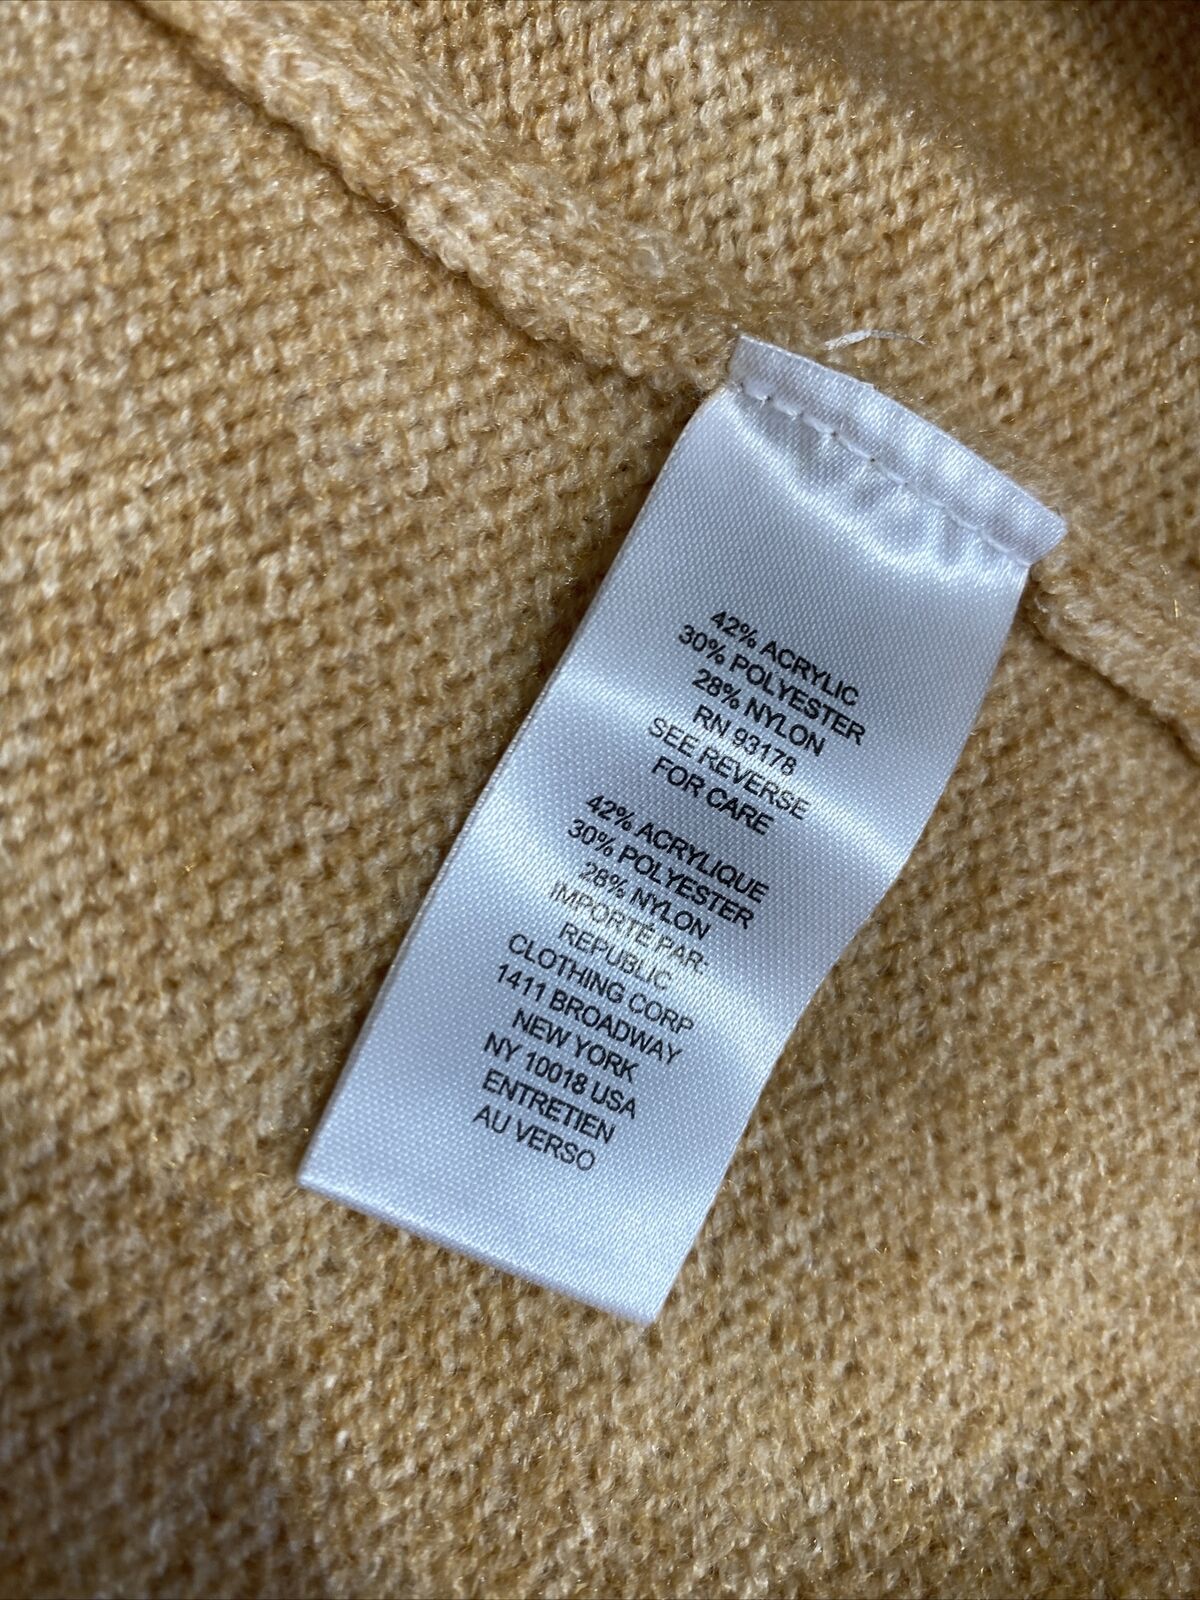 42% ACRYLIC
30% POLYESTER
28% NYLON
RN 93178
SEE REVERSE
FOR CARE
42% ACRYLIQUE
30% POLYESTER
28% NYLON
IMPORTÉ PAR:
REPUBLIC
CLOTHING CORP
1411 BROADWAY
NEW YORK
NY 10018 USA
ENTRETIEN
AU VERSO